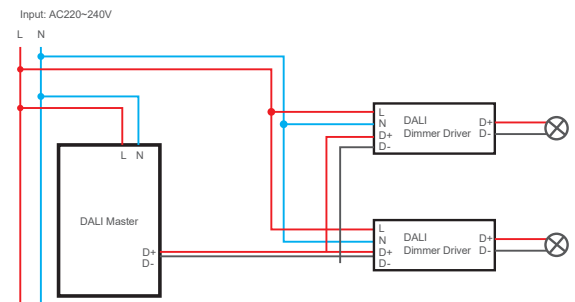 Input: AC220~240V
L N
L
N
D+
D-
DALI
Dimmer Driver
D+
D-
L N
DALI Master
D+
D-
L
N
D+
D-
DALI
Dimmer Driver
D+
D-